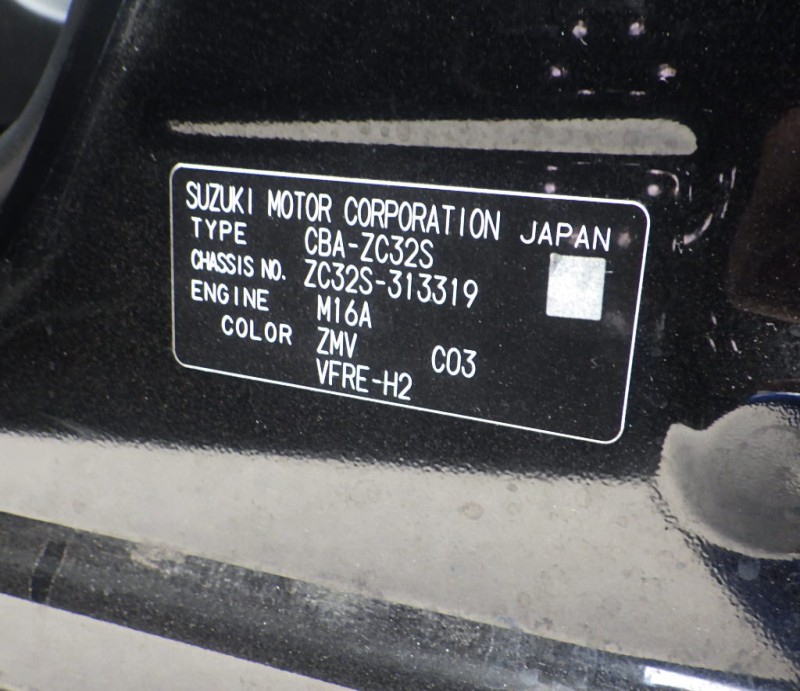 SUZUKI MOTOR CORPORATION JAPAN
TYPE CBA-ZC32S
CHASSIS NO. ZC32S-313319
ENGINE M16A
COLOR ZMV C03
VFRE-H2